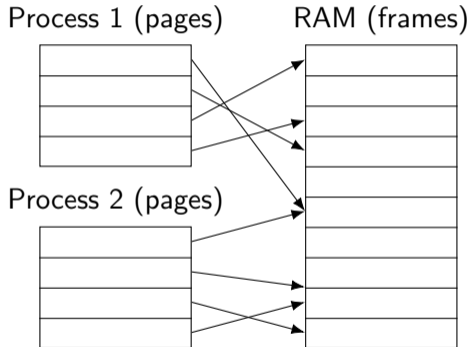 Process 1 (pages)
RAM (frames)
Process 2 (pages)